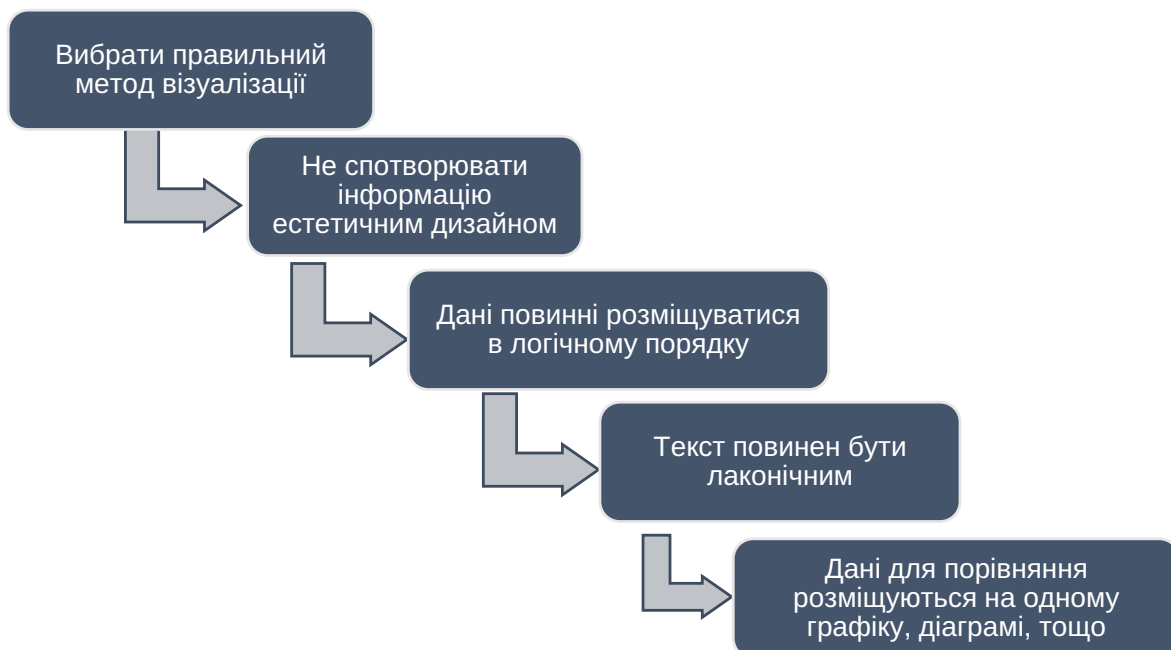 Вибрати правильний
метод візуалізації
Не спотворювати
інформацію
естетичним дизайном
Дані повинні розміщуватися
в логічному порядку
Текст повинен бути
лаконічним
Дані для порівняння
розміщуються на одному
графіку, діаграмі, тощо